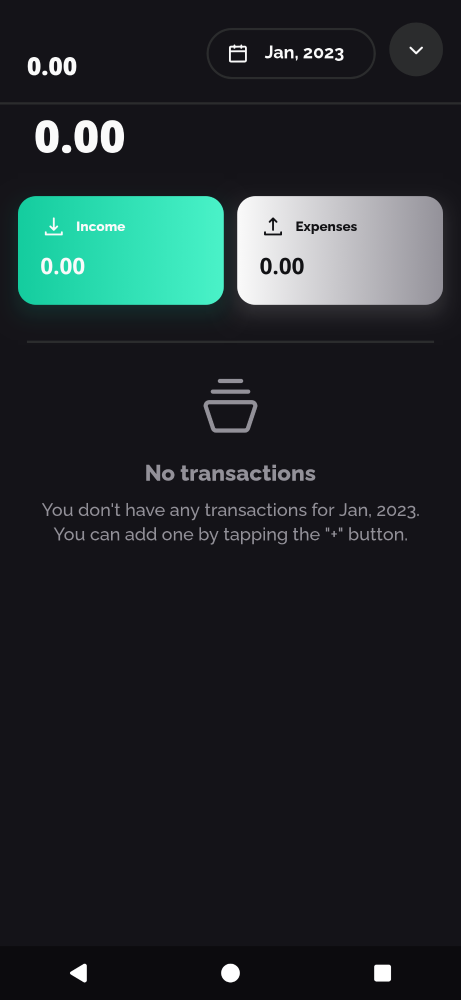 0.00
Jan, 2023
0.00
Income
0.00
Expenses
0.00
No transactions
You don't have any transactions for Jan, 2023.
You can add one by tapping the "+" button.